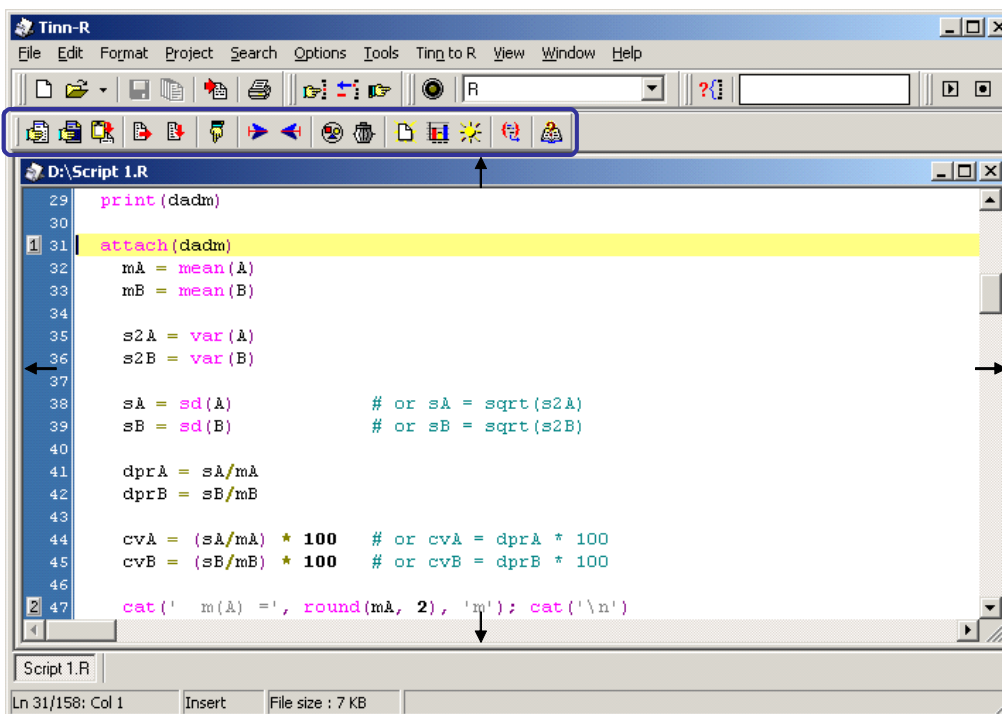 Tinn-R
File Edit Format Project Search Options Tools Tinn to R View Window Help
R ?{
D:\Script 1.R
29 print(dadm)
30
1 31 attach(dadm)
32 mA = mean(A)
33 mB = mean(B)
34
35 s2A = var(A)
36 s2B = var(B)
37
38 sA = sd(A) # or sA = sqrt(s2A)
39 sB = sd(B) # or sB = sqrt(s2B)
40
41 dprA = sA/mA
42 dprB = sB/mB
43
44 cvA = (sA/mA) * 100 # or cvA = dprA * 100
45 cvB = (sB/mB) * 100 # or cvB = dprB * 100
46
2 47 cat(' m(A) =', round(mA, 2), 'm'); cat('\n')
Script 1.R
Ln 31/158: Col 1 Insert File size : 7 KB